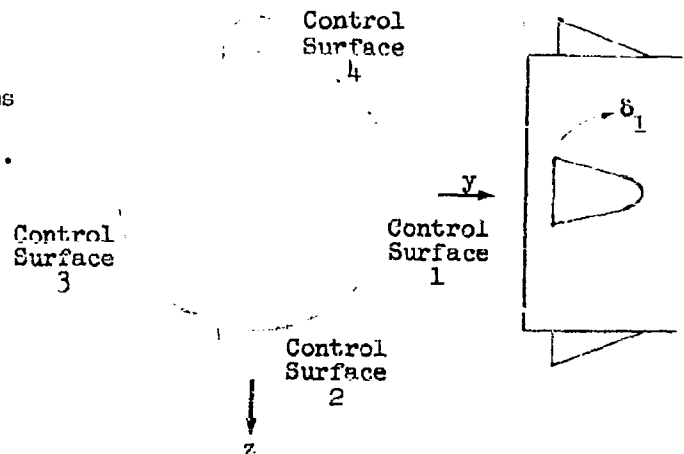 Control
Surface
4
δ1
y
Control
Surface
3
Control
Surface
1
Control
Surface
2
z